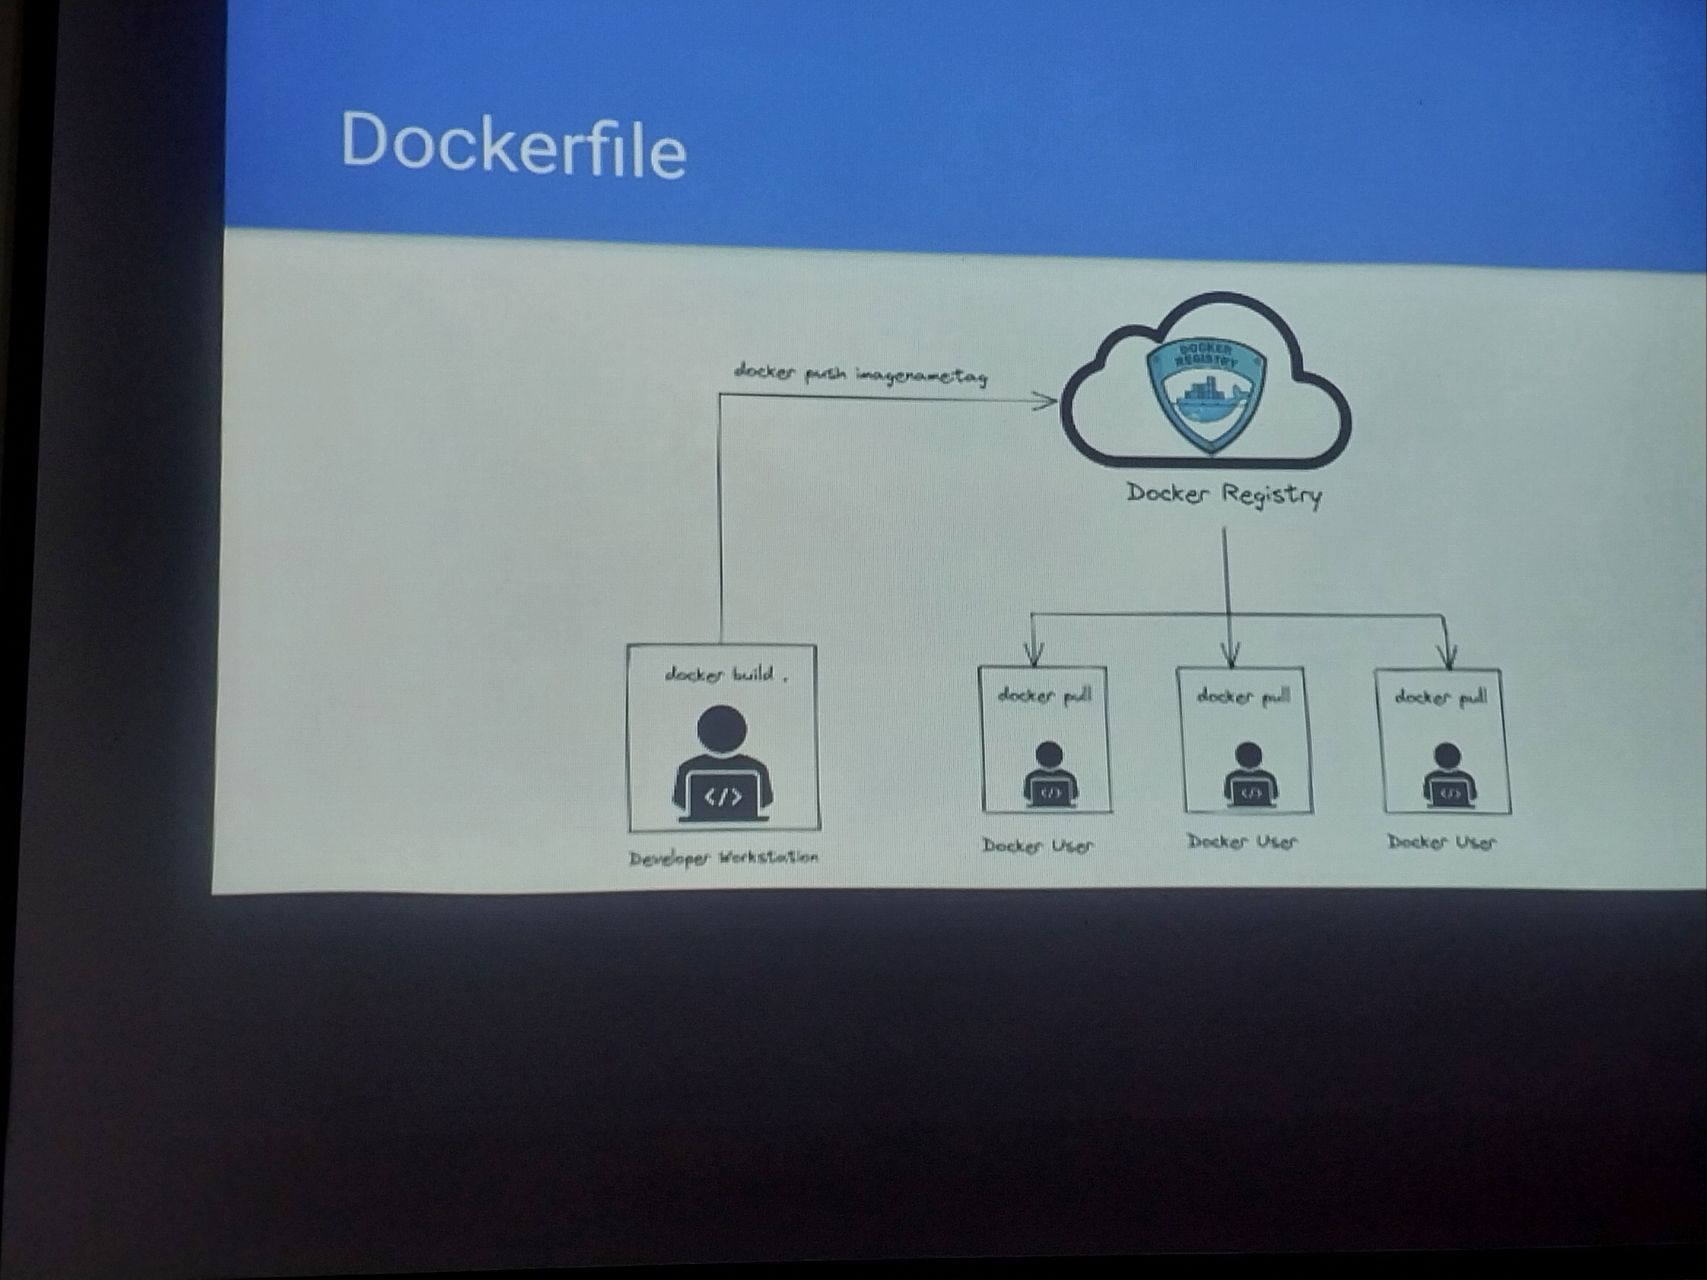 Dockerfile
docker push imagename:tag
DOCKER
REGISTRY
Docker Registry
docker build .
</>
Developer Workstation
docker pull
</>
Docker User
docker pull
</>
Docker User
docker pull
</>
Docker User